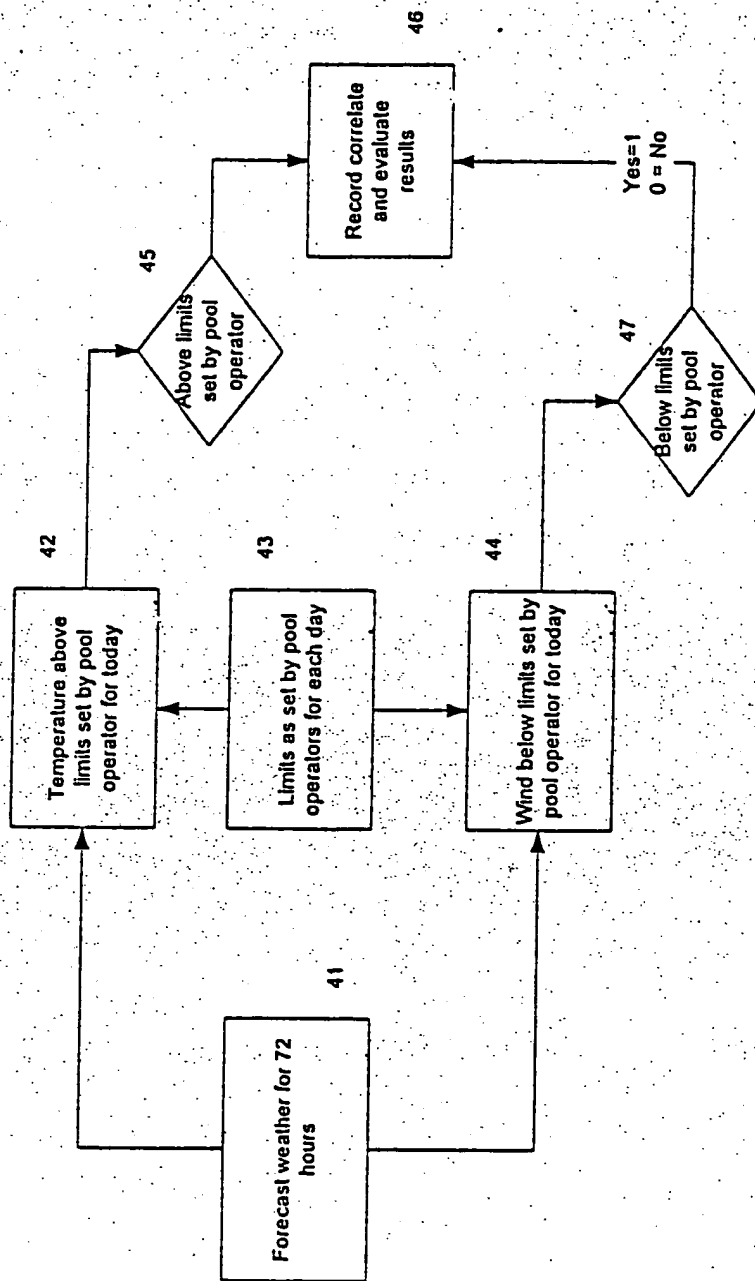 Forecast weather for 72
hours
41
Temperature above
limits set by pool
operator for today
42
Limits as set by pool
operators for each day
43
Wind below limits set by
pool operator for today
44
Above limits
set by pool
operator
45
Record correlate
and evaluate
results
46
Below limits
set by pool
operator
47
Yes=1
0 = No